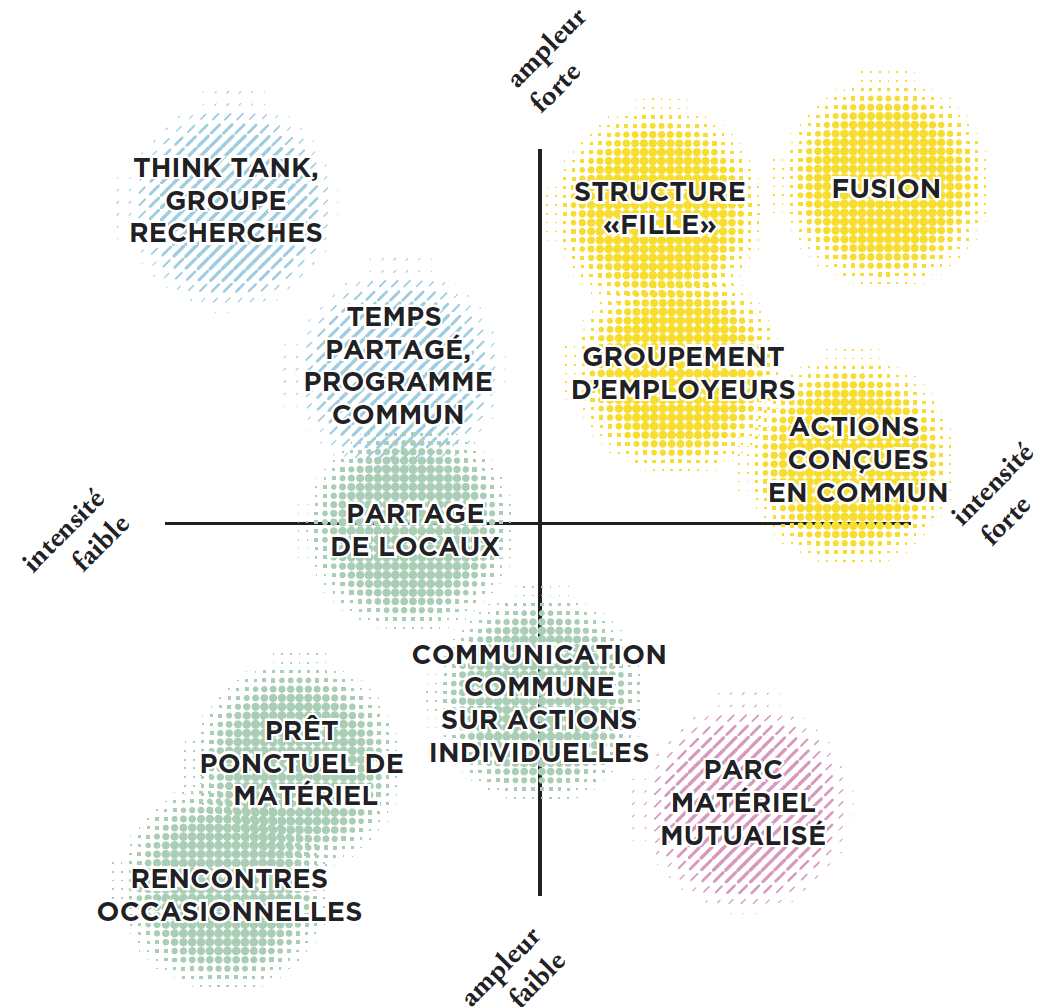 ampleur
forte
THINK TANK,
GROUPE
RECHERCHES
STRUCTURE
«FILLE»
FUSION
TEMPS
PARTAGÉ,
PROGRAMME
COMMUN
GROUPEMENT
D’EMPLOYEURS
ACTIONS
CONÇUES
EN COMMUN
intensité
faible
PARTAGE
DE LOCAUX
intensité
forte
COMMUNICATION
COMMUNE
SUR ACTIONS
INDIVIDUELLES
PRÊT
PONCTUEL DE
MATÉRIEL
PARC
MATÉRIEL
MUTUALISÉ
RENCONTRES
OCCASIONNELLES
ampleur
faible